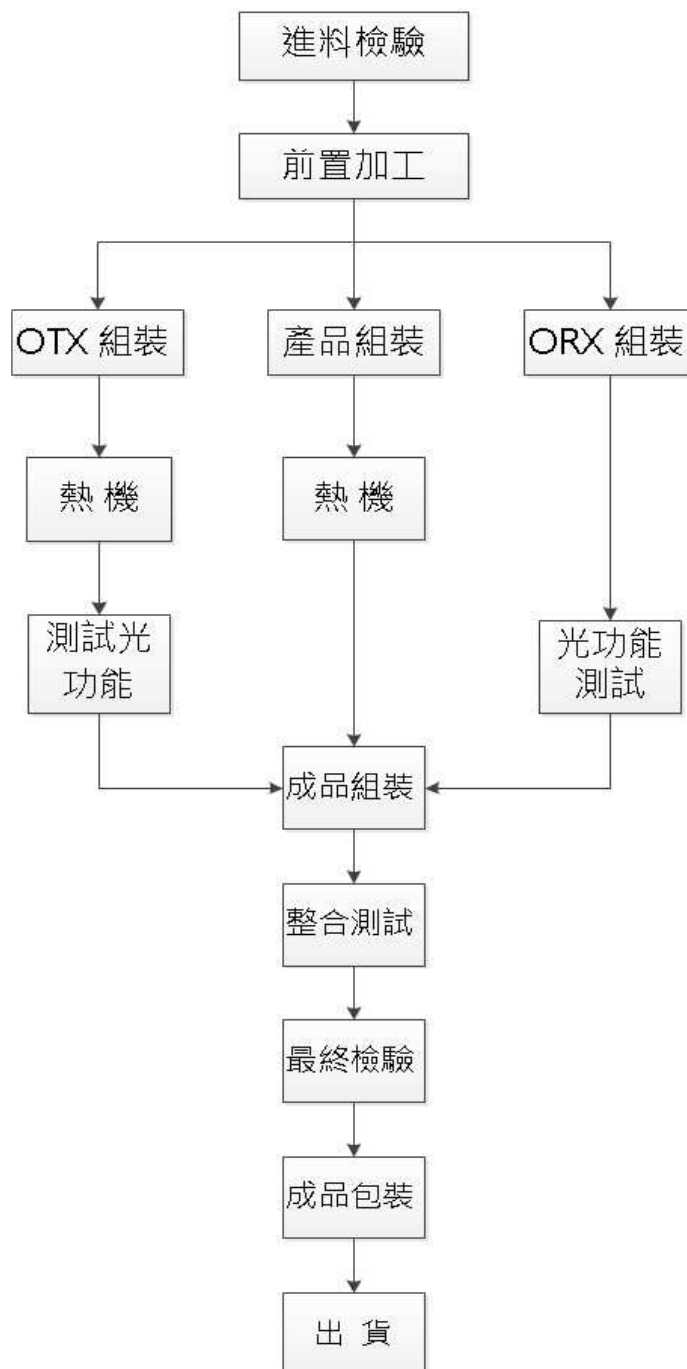 進料檢驗
前置加工
OTX 組裝
產品組裝
ORX 組裝
熱 機
熱 機
測試光
功能
光功能
測試
成品組裝
整合測試
最終檢驗
成品包裝
出 貨